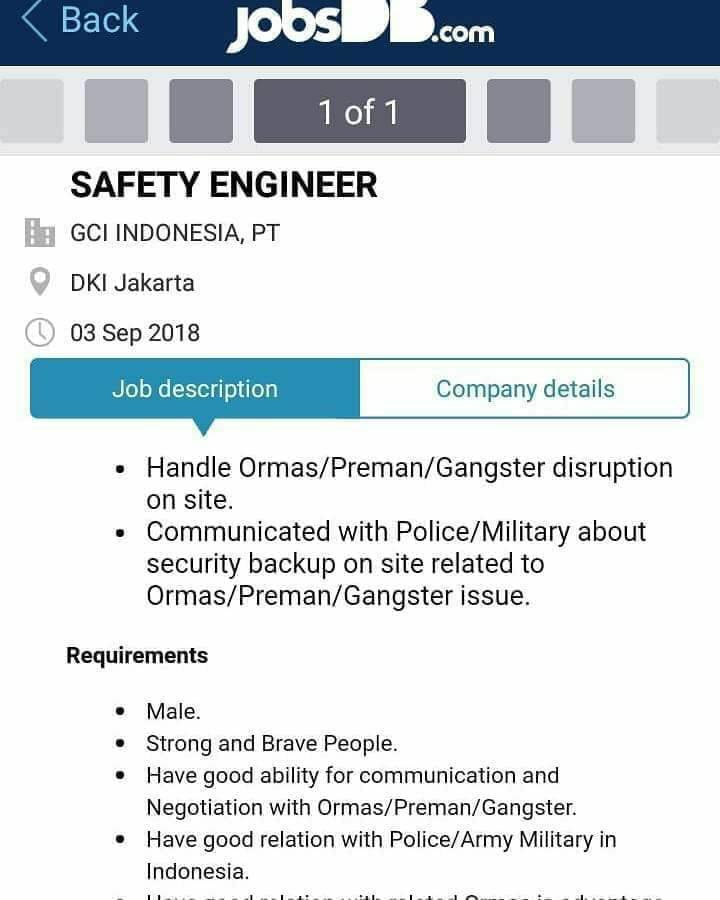 Back
jobsDB.com
1 of 1
SAFETY ENGINEER
GCI INDONESIA, PT
DKI Jakarta
03 Sep 2018
Job description
Company details
• Handle Ormas/Preman/Gangster disruption
on site.
• Communicated with Police/Military about
security backup on site related to
Ormas/Preman/Gangster issue.
Requirements
• Male.
• Strong and Brave People.
• Have good ability for communication and
Negotiation with Ormas/Preman/Gangster.
• Have good relation with Police/Army Military in
Indonesia.